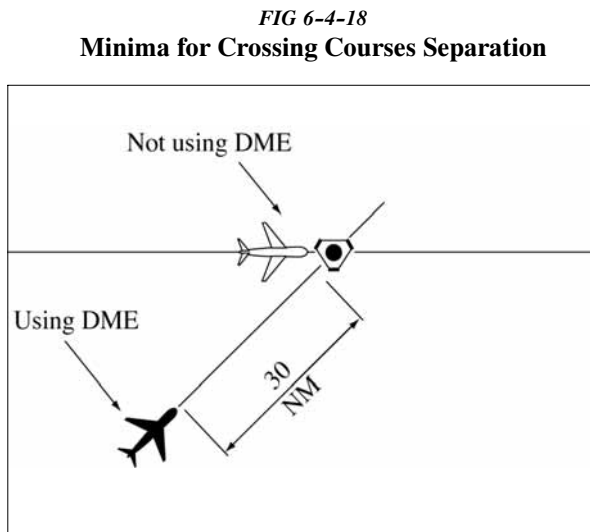 FIG 6-4-18
Minima for Crossing Courses Separation
Not using DME
Using DME
30
NM